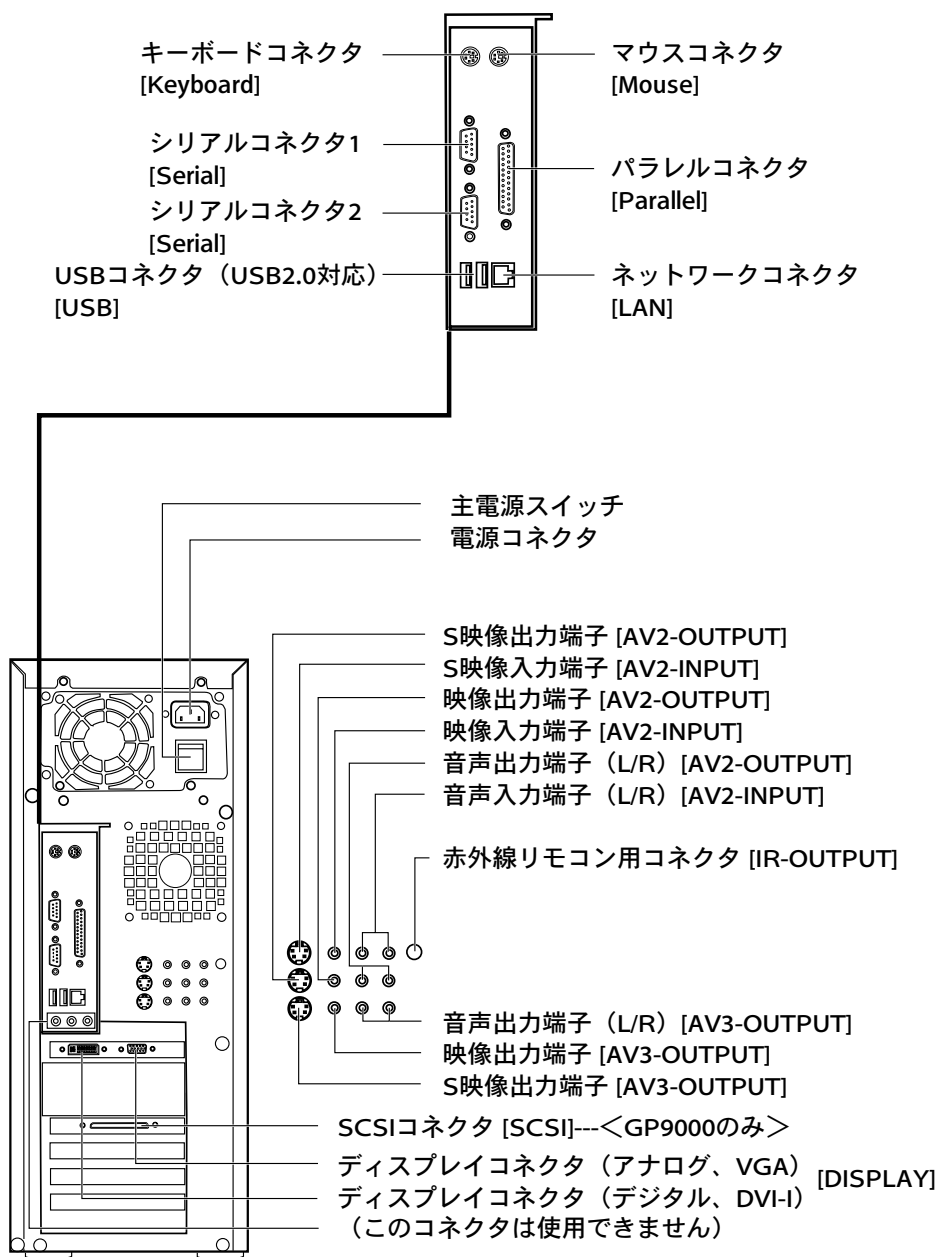 キーボードコネクタ
[Keyboard]
マウスコネクタ
[Mouse]
シリアルコネクタ1
[Serial]
パラレルコネクタ
[Parallel]
シリアルコネクタ2
[Serial]
USBコネクタ（USB2.0対応）
[USB]
ネットワークコネクタ
[LAN]
主電源スイッチ
電源コネクタ
S映像出力端子 [AV2-OUTPUT]
S映像入力端子 [AV2-INPUT]
映像出力端子 [AV2-OUTPUT]
映像入力端子 [AV2-INPUT]
音声出力端子（L/R）[AV2-OUTPUT]
音声入力端子（L/R）[AV2-INPUT]
赤外線リモコン用コネクタ [IR-OUTPUT]
音声出力端子（L/R）[AV3-OUTPUT]
映像出力端子 [AV3-OUTPUT]
S映像出力端子 [AV3-OUTPUT]
SCSIコネクタ [SCSI]---＜GP9000のみ＞
ディスプレイコネクタ（アナログ、VGA）
ディスプレイコネクタ（デジタル、DVI-I）
[DISPLAY]
（このコネクタは使用できません）